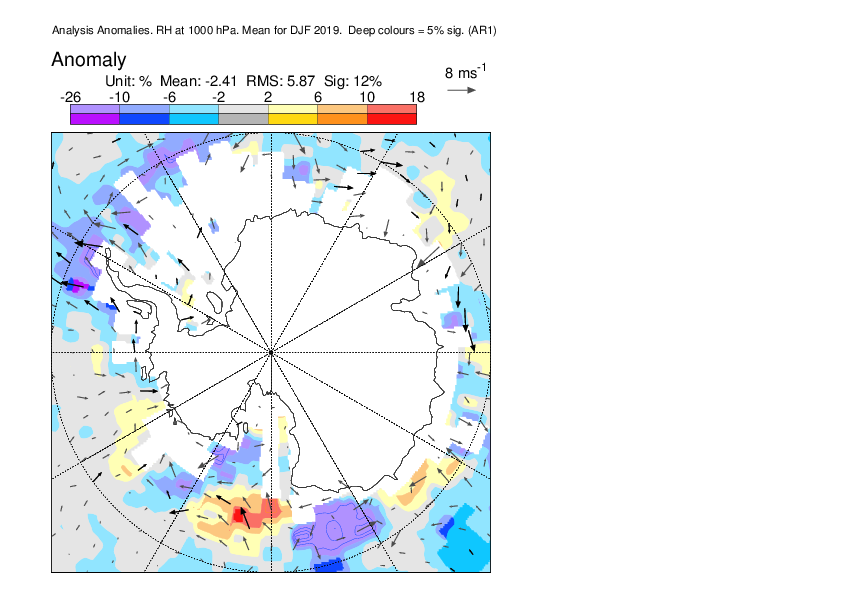 Analysis Anomalies. RH at 1000 hPa. Mean for DJF 2019. Deep colours = 5% sig. (AR1)
Anomaly
8 ms-1
Unit: % Mean: -2.41 RMS: 5.87 Sig: 12%
-26 -10 -6 -2 2 6 10 18